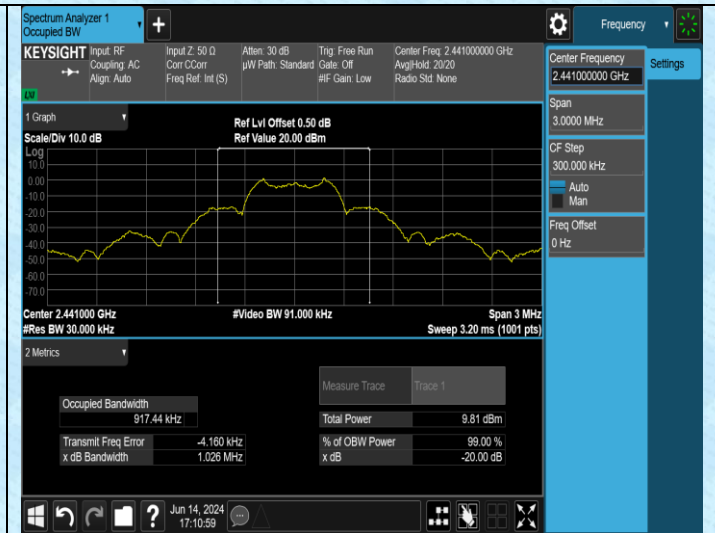 Spectrum Analyzer 1
Occupied BW
Frequency
KEYSIGHT
Input: RF
Coupling: AC
Align: Auto
Input Z: 50 Ω
Corr CCorr
Freq Ref: Int (S)
Atten: 30 dB
µW Path: Standard
Trig: Free Run
Gate: Off
#IF Gain: Low
Center Freq: 2.441000000 GHz
Avg|Hold: 20/20
Radio Std: None
Center Frequency
2.441000000 GHz
Settings
Span
3.0000 MHz
CF Step
300.000 kHz
Auto
Man
Freq Offset
0 Hz
1 Graph
Scale/Div 10.0 dB
Ref Lvl Offset 0.50 dB
Ref Value 20.00 dBm
Log
10.0
0.00
-10.0
-20.0
-30.0
-40.0
-50.0
-60.0
-70.0
Center 2.441000 GHz
#Video BW 91.000 kHz
Span 3 MHz
#Res BW 30.000 kHz
Sweep 3.20 ms (1001 pts)
2 Metrics
Measure Trace
Trace 1
Occupied Bandwidth
917.44 kHz
Total Power
9.81 dBm
Transmit Freq Error
-4.160 kHz
% of OBW Power
99.00 %
x dB Bandwidth
1.026 MHz
x dB
-20.00 dB
?
Jun 14, 2024
17:10:59